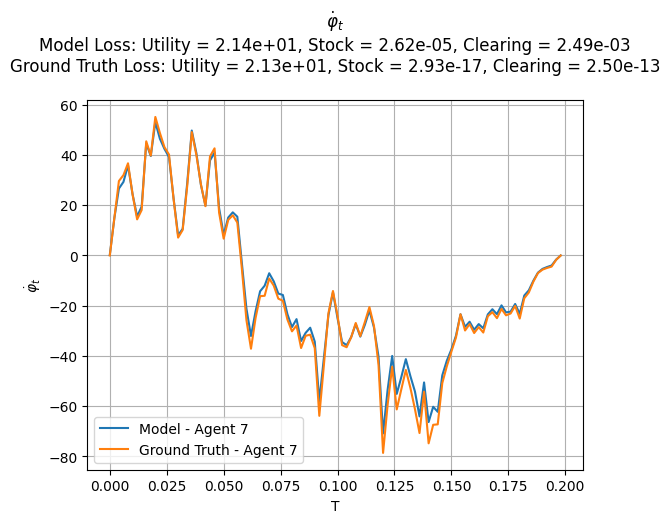 φ̇ₜ
Model Loss: Utility = 2.14e+01, Stock = 2.62e-05, Clearing = 2.49e-03
Ground Truth Loss: Utility = 2.13e+01, Stock = 2.93e-17, Clearing = 2.50e-13
60
40
20
0
−20
−40
−60
−80
φ̇ₜ
Model - Agent 7
Ground Truth - Agent 7
0.000 0.025 0.050 0.075 0.100 0.125 0.150 0.175 0.200
T